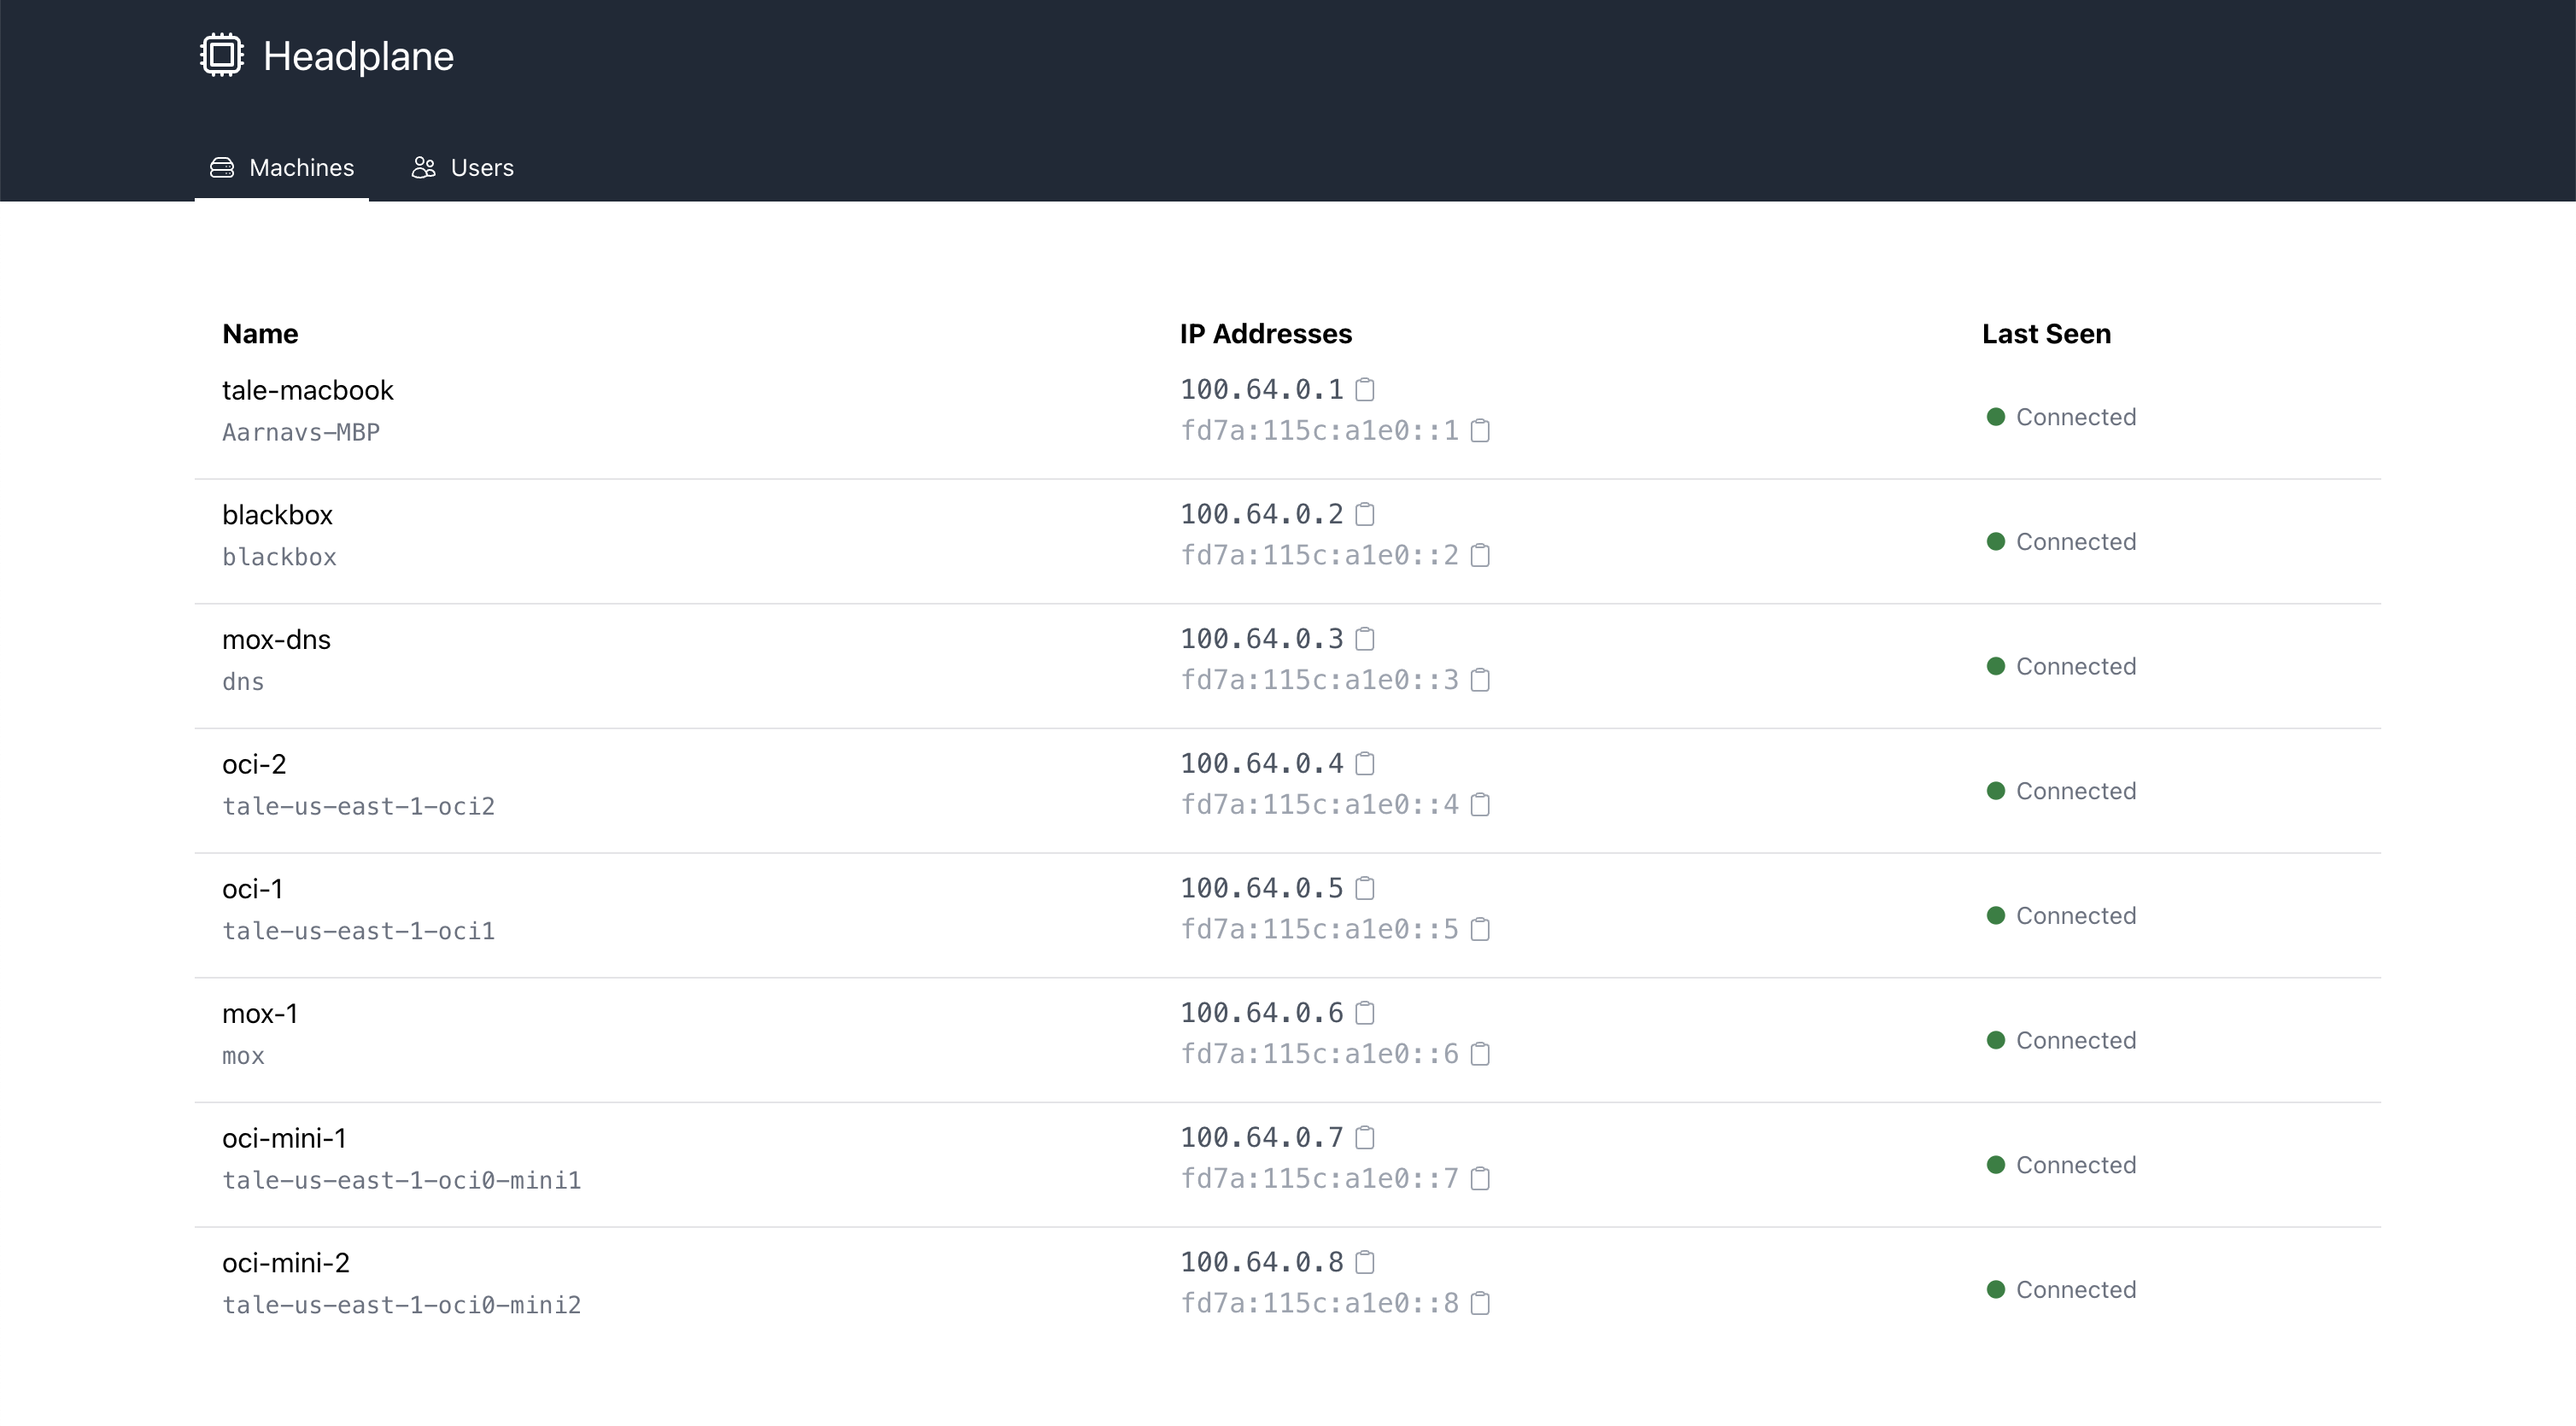 Headplane
Machines Users
Name IP Addresses Last Seen
tale-macbook 100.64.0.1
Aarnavs-MBP fd7a:115c:a1e0::1 Connected
blackbox 100.64.0.2
blackbox fd7a:115c:a1e0::2 Connected
mox-dns 100.64.0.3
dns fd7a:115c:a1e0::3 Connected
oci-2 100.64.0.4
tale-us-east-1-oci2 fd7a:115c:a1e0::4 Connected
oci-1 100.64.0.5
tale-us-east-1-oci1 fd7a:115c:a1e0::5 Connected
mox-1 100.64.0.6
mox fd7a:115c:a1e0::6 Connected
oci-mini-1 100.64.0.7
tale-us-east-1-oci0-mini1 fd7a:115c:a1e0::7 Connected
oci-mini-2 100.64.0.8
tale-us-east-1-oci0-mini2 fd7a:115c:a1e0::8 Connected